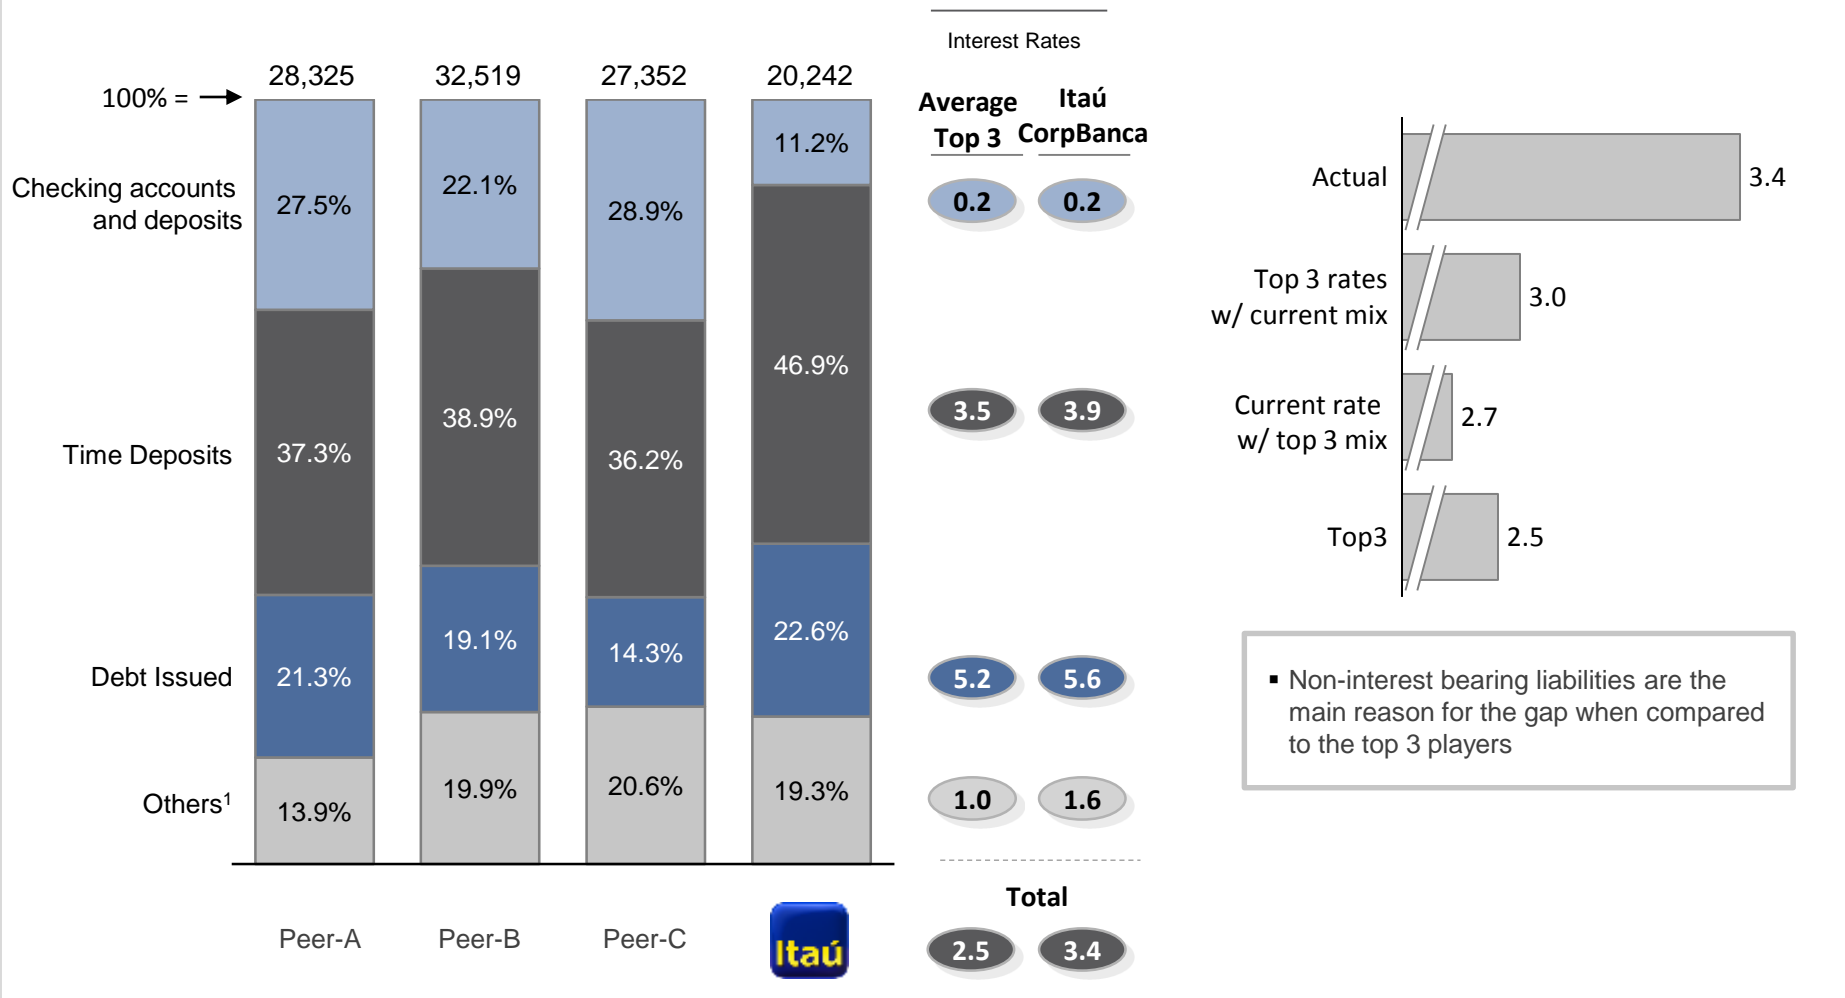 Interest Rates
28,325
32,519
27,352
20,242
100% =
Average
Top 3
Itaú
CorpBanca
Checking accounts
and deposits
27.5%
22.1%
28.9%
11.2%
0.2
0.2
Time Deposits
37.3%
38.9%
36.2%
46.9%
3.5
3.9
Debt Issued
21.3%
19.1%
14.3%
22.6%
5.2
5.6
Others1
13.9%
19.9%
20.6%
19.3%
1.0
1.6
Total
Peer-A
Peer-B
Peer-C
Itaú
2.5
3.4
Actual
3.4
Top 3 rates
w/ current mix
3.0
Current rate
w/ top 3 mix
2.7
Top3
2.5
▪ Non-interest bearing liabilities are the
main reason for the gap when compared
to the top 3 players